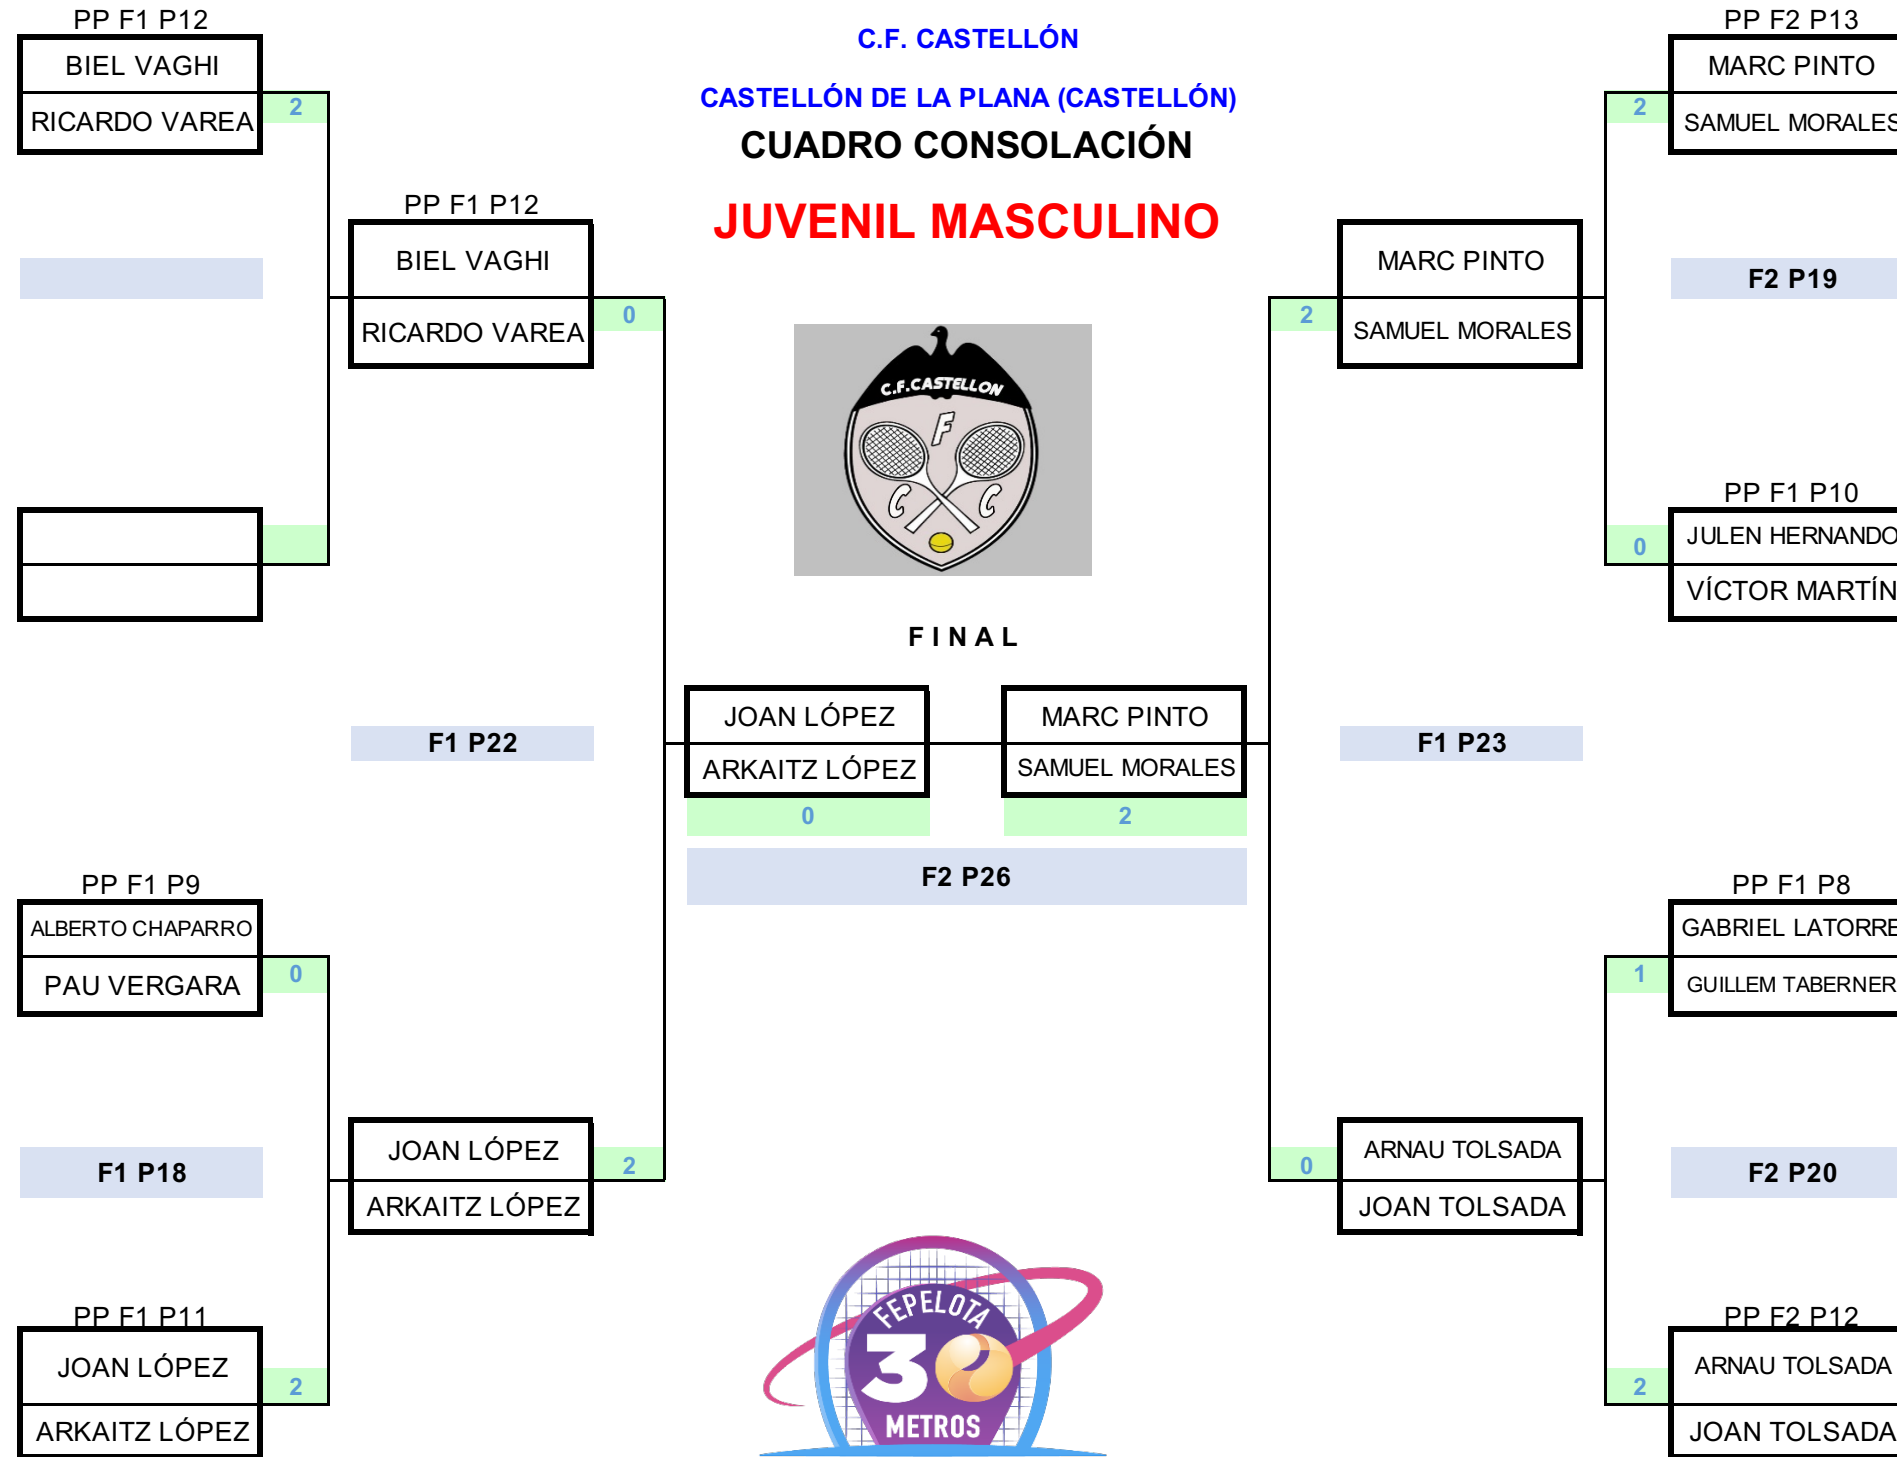 PP F1 P12
BIEL VAGHI
RICARDO VAREA
2
C.F. CASTELLÓN
CASTELLÓN DE LA PLANA (CASTELLÓN)
CUADRO CONSOLACIÓN
JUVENIL MASCULINO
PP F2 P13
MARC PINTO
SAMUEL MORALES
2
PP F1 P12
BIEL VAGHI
RICARDO VAREA
0
MARC PINTO
SAMUEL MORALES
2
F2 P19
C.F.CASTELLON
F
C C
PP F1 P10
JULEN HERNANDO
VÍCTOR MARTÍN
0
FINAL
F1 P22
JOAN LÓPEZ
ARKAITZ LÓPEZ
0
MARC PINTO
SAMUEL MORALES
2
F2 P26
F1 P23
PP F1 P9
ALBERTO CHAPARRO
PAU VERGARA
0
PP F1 P8
GABRIEL LATORRE
GUILLEM TABERNER
1
F1 P18
JOAN LÓPEZ
ARKAITZ LÓPEZ
2
ARNAU TOLSADA
JOAN TOLSADA
0
F2 P20
PP F1 P11
JOAN LÓPEZ
ARKAITZ LÓPEZ
2
FEPELOTA
30
METROS
PP F2 P12
ARNAU TOLSADA
JOAN TOLSADA
2